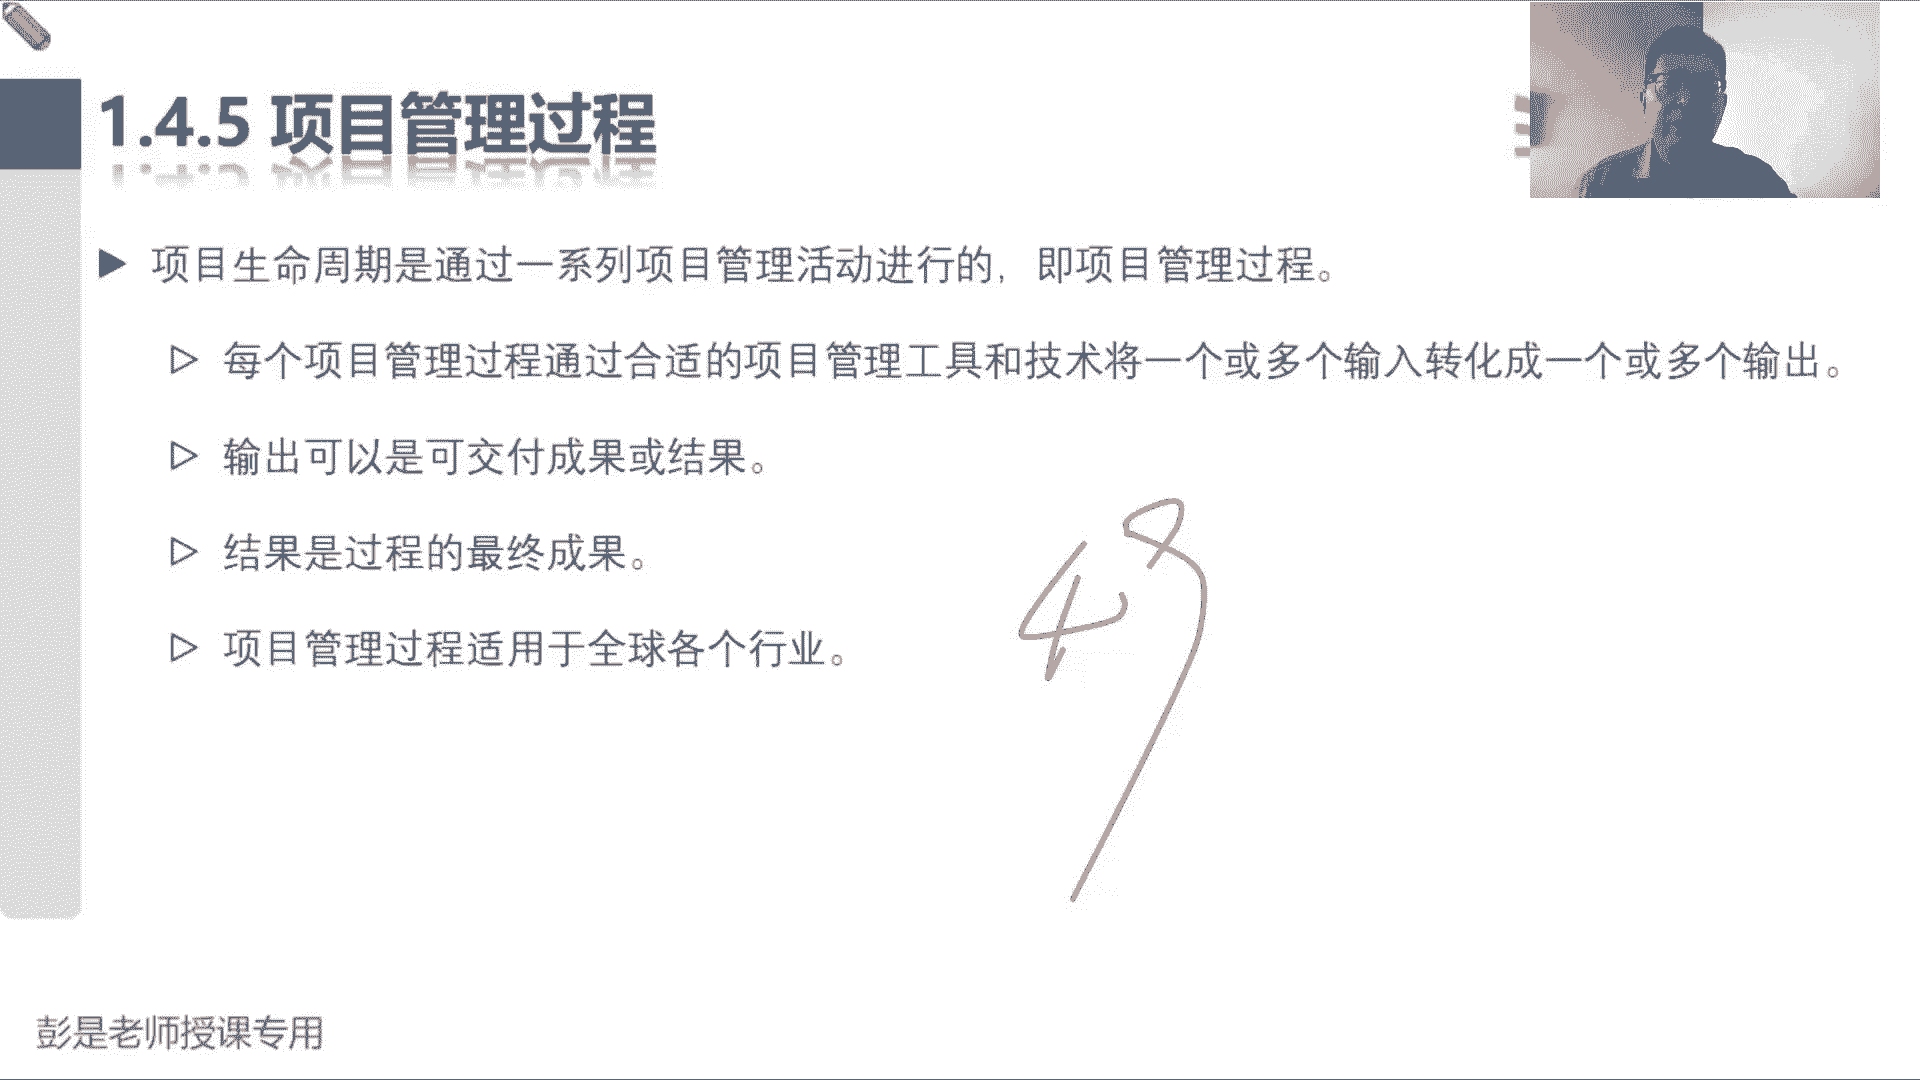 1.4.5 项目管理过程
项目生命周期是通过一系列项目管理活动进行的，即项目管理过程。
每个项目管理过程通过合适的项目管理工具和技术将一个或多个输入转化成一个或多个输出。
输出可以是可交付成果或结果。
结果是过程的最终成果。
49
项目管理过程适用于全球各个行业。
彭是老师授课专用